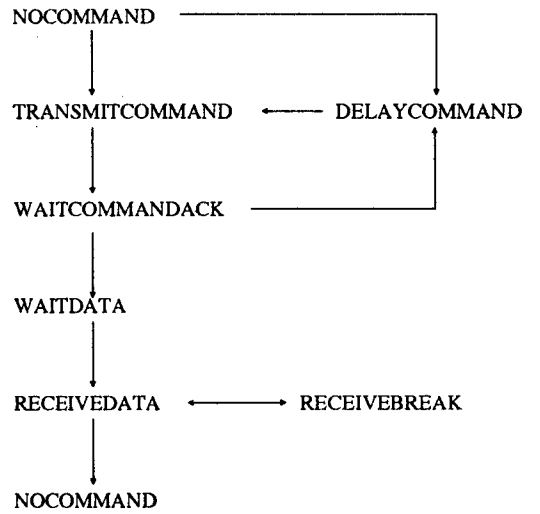 NOCOMMAND
TRANSMITCOMMAND
DELAYCOMMAND
WAITCOMMANDACK
WAITDATA
RECEIVEDATA
RECEIVEBREAK
NOCOMMAND